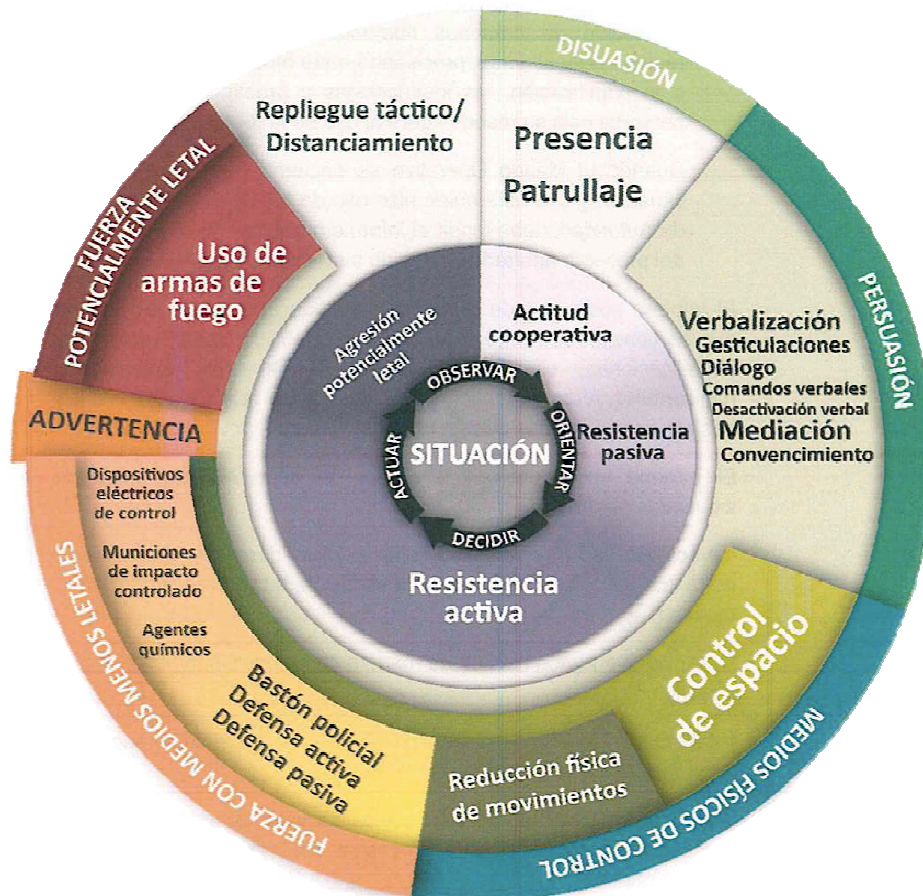 DISUASIÓN
Presencia
Patrullaje
PERSUASIÓN
Verbalización
Gesticulaciones
Diálogo
Comandos verbales
Desactivación verbal
Mediación
Convencimiento
MEDIOS FÍSICOS DE CONTROL
Control
de espacio
Reducción física
de movimientos
FUERZA CON MEDIOS MENOS LETALES
Bastón policial
Defensa activa
Defensa pasiva
Agentes
químicos
Municiones
de impacto
controlado
Dispositivos
eléctricos
de control
ADVERTENCIA
FUERZA
POTENCIALMENTE LETAL
Uso de
armas de
fuego
Repliegue táctico/
Distanciamiento
Actitud
cooperativa
Resistencia
pasiva
Resistencia
activa
Agresión
potencialmente
letal
OBSERVAR
ORIENTAR
DECIDIR
ACTUAR
SITUACIÓN